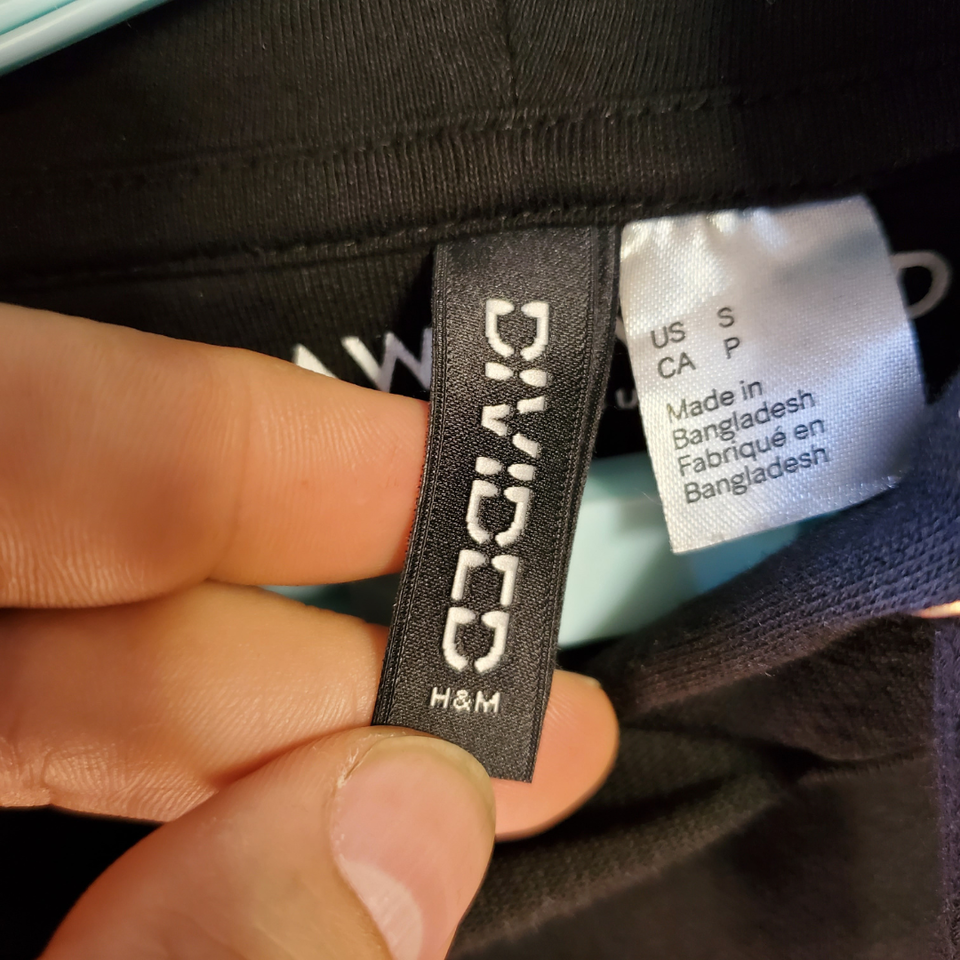 DIVIDED
H&M
US S
CA P
Made in
Bangladesh
Fabriqué en
Bangladesh